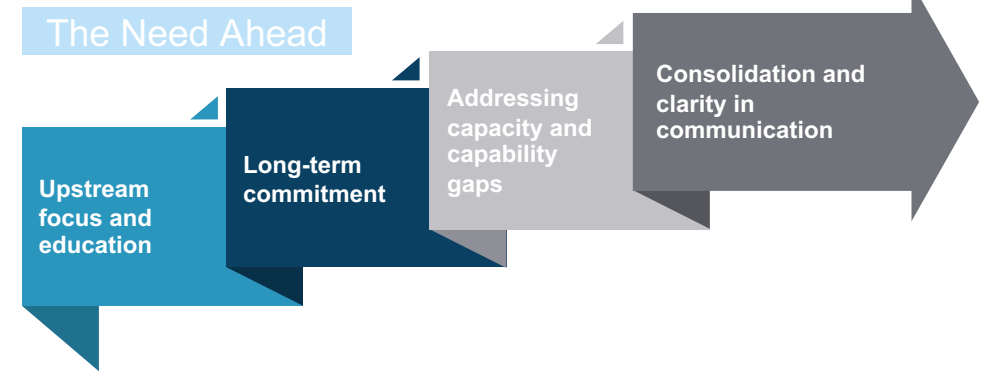 The Need Ahead
Upstream
focus and
education
Long-term
commitment
Addressing
capacity and
capability
gaps
Consolidation and
clarity in
communication